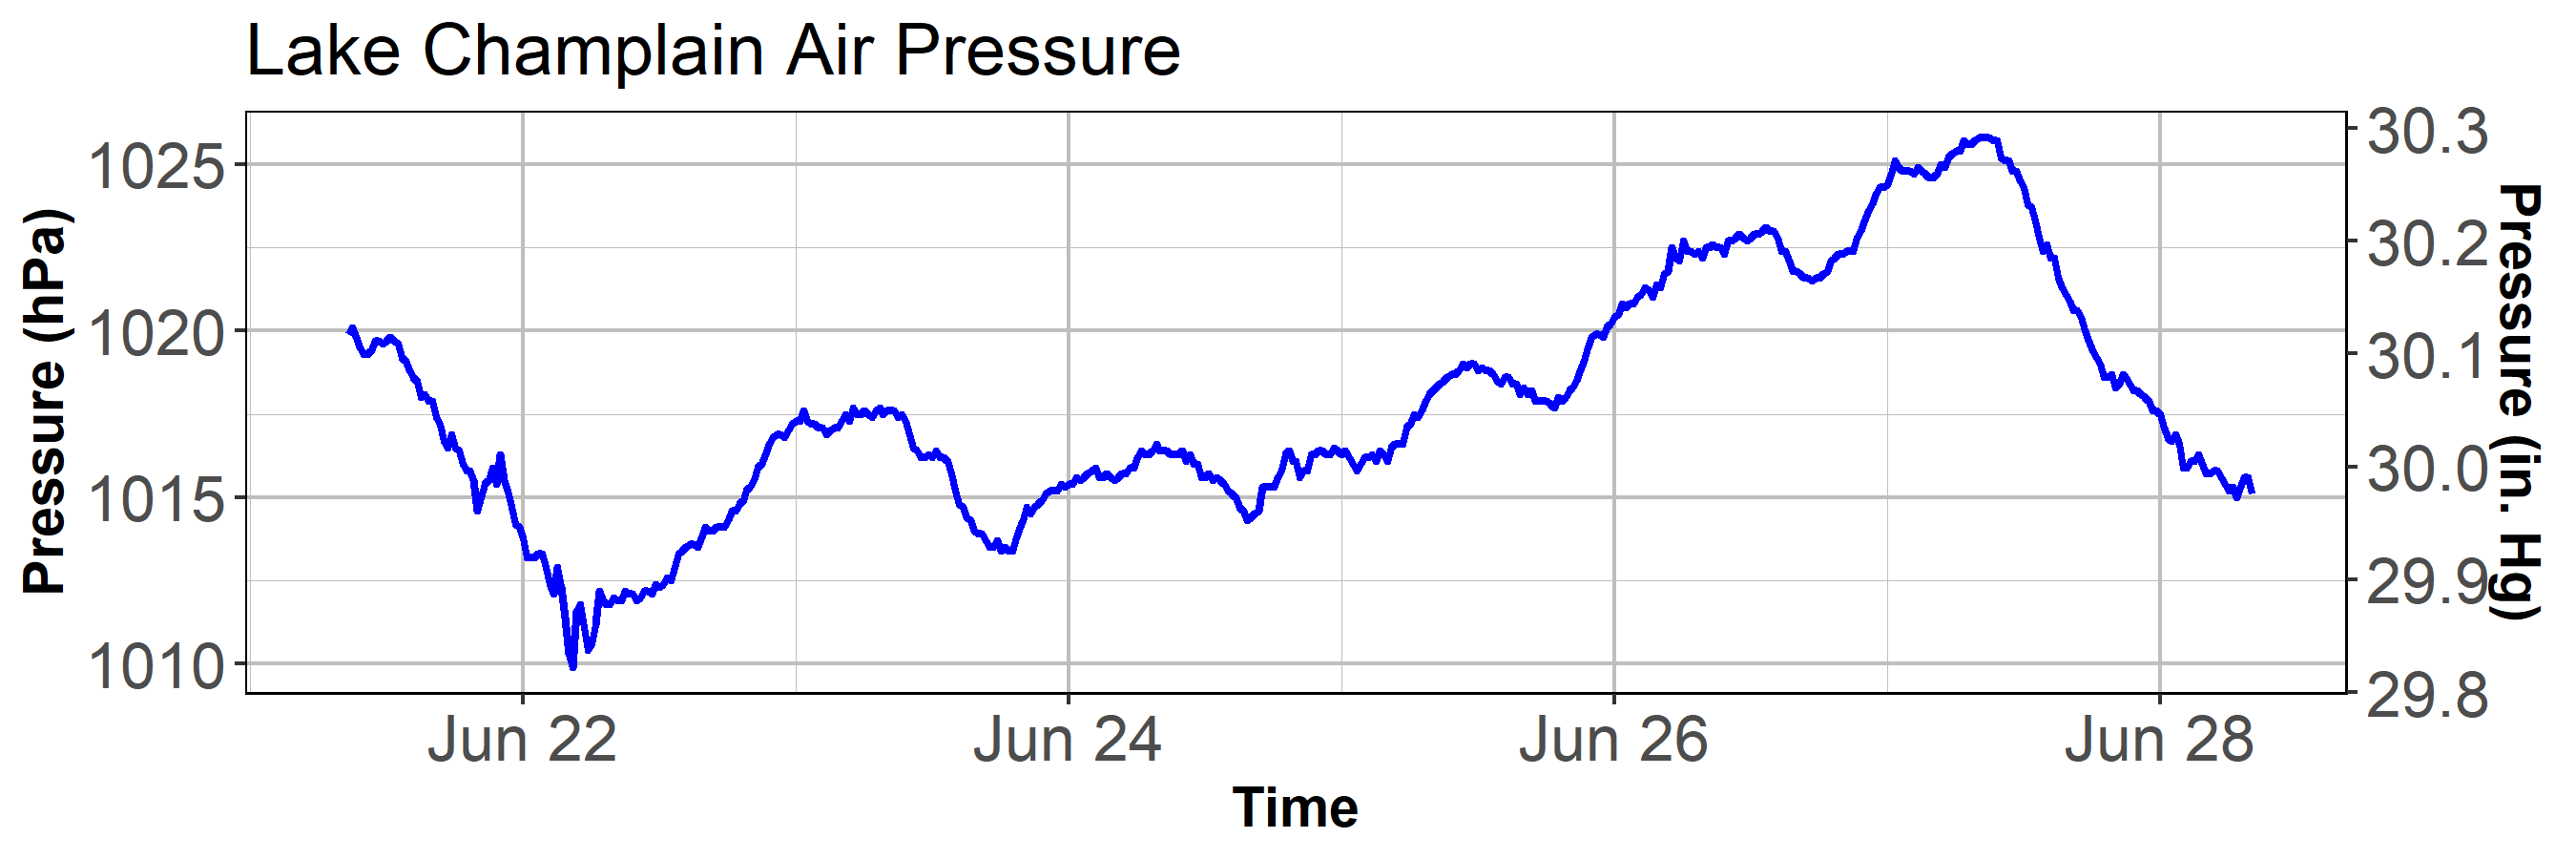 Lake Champlain Air Pressure
Pressure (hPa)
1025
1020
1015
1010
30.3
30.2
30.1
30.0
29.9
29.8
Pressure (in. Hg)
Jun 22 Jun 24 Jun 26 Jun 28
Time